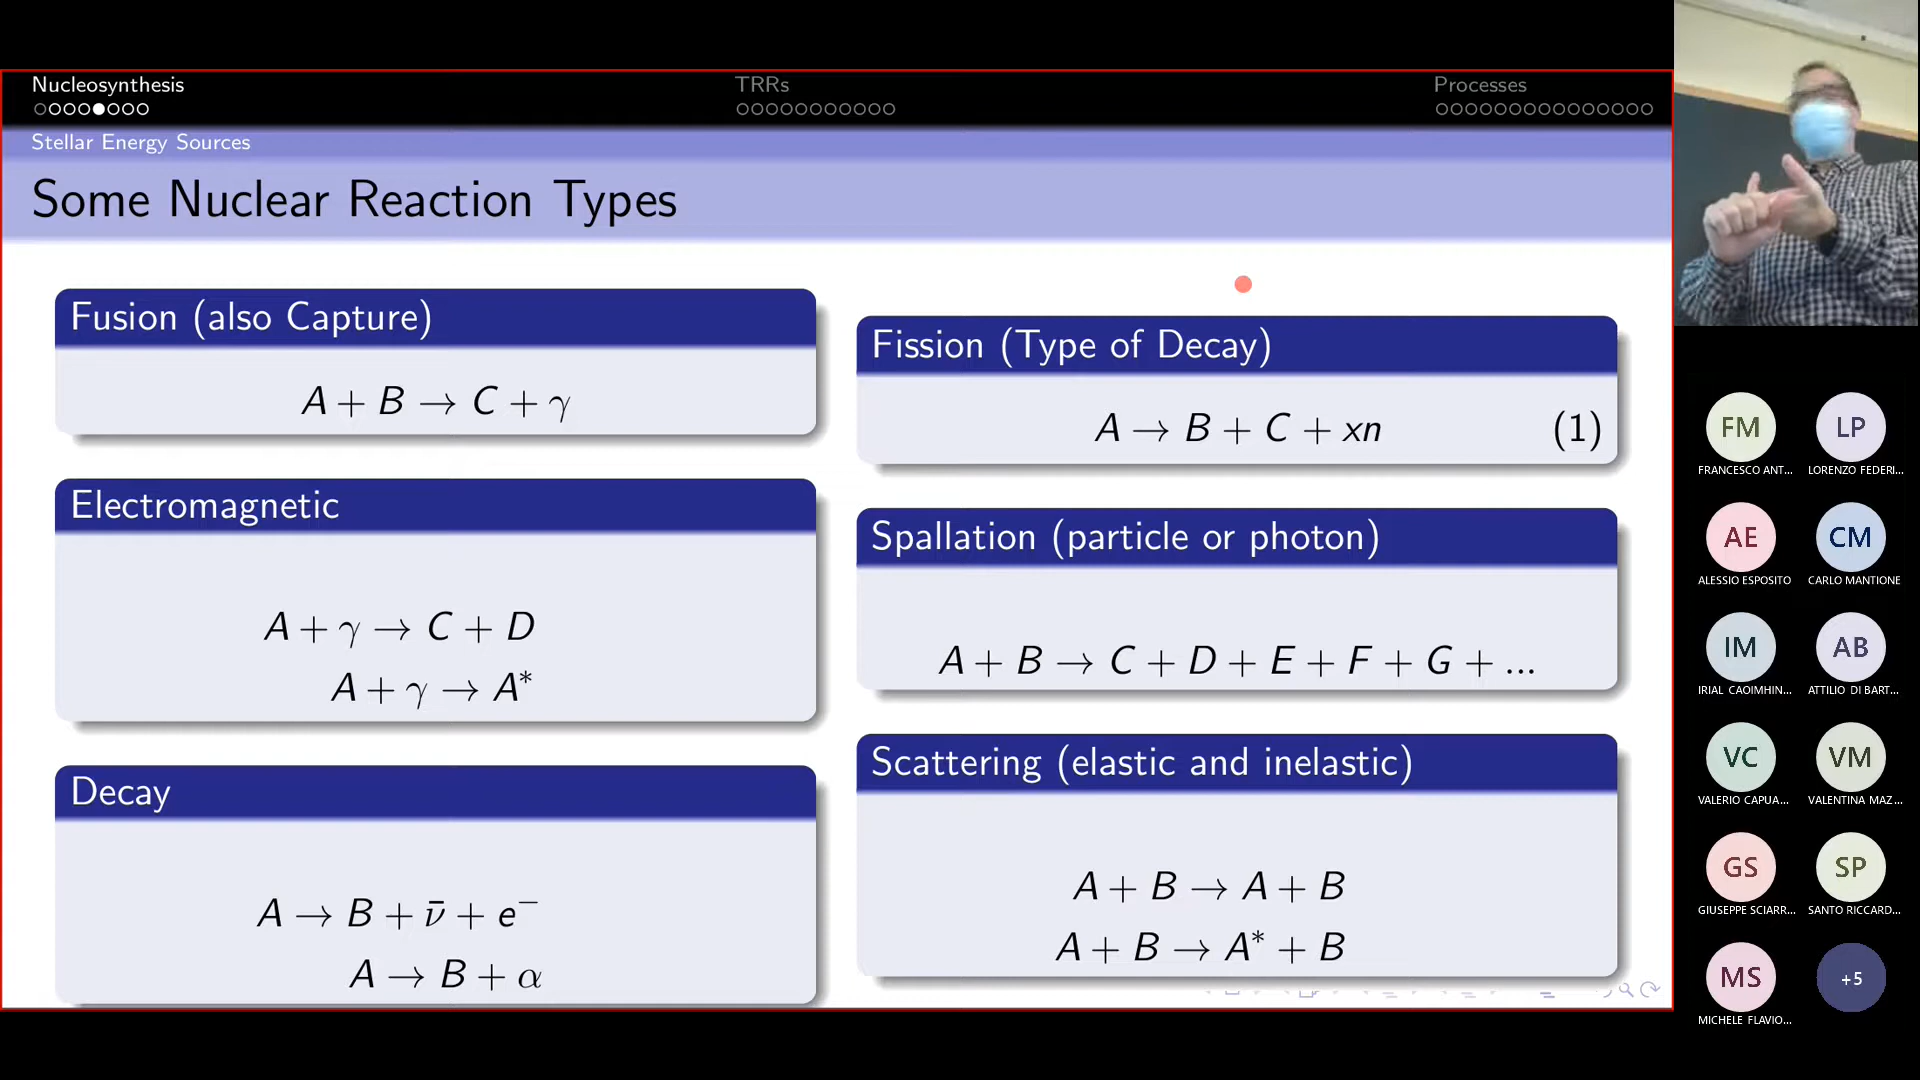 Nucleosynthesis
TRRs
Processes
Stellar Energy Sources
Some Nuclear Reaction Types
Fusion (also Capture)
A + B → C + γ
Electromagnetic
A + γ → C + D
A + γ → A*
Decay
A → B + ν̄ + e⁻
A → B + α
Fission (Type of Decay)
A → B + C + xn (1)
Spallation (particle or photon)
A + B → C + D + E + F + G + ...
Scattering (elastic and inelastic)
A + B → A + B
A + B → A* + B
FM LP
FRANCESCO ANT... LORENZO FEDERI...
AE CM
ALESSIO ESPOSITO CARLO MANTIONE
IM AB
IRIAL CAOIMHIN... ATTILIO DI BART...
VC VM
VALERIO CAPUA... VALENTINA MAZ...
GS SP
GIUSEPPE SCIARR... SANTO RICCARD...
MS +5
MICHELE FLAVIO...